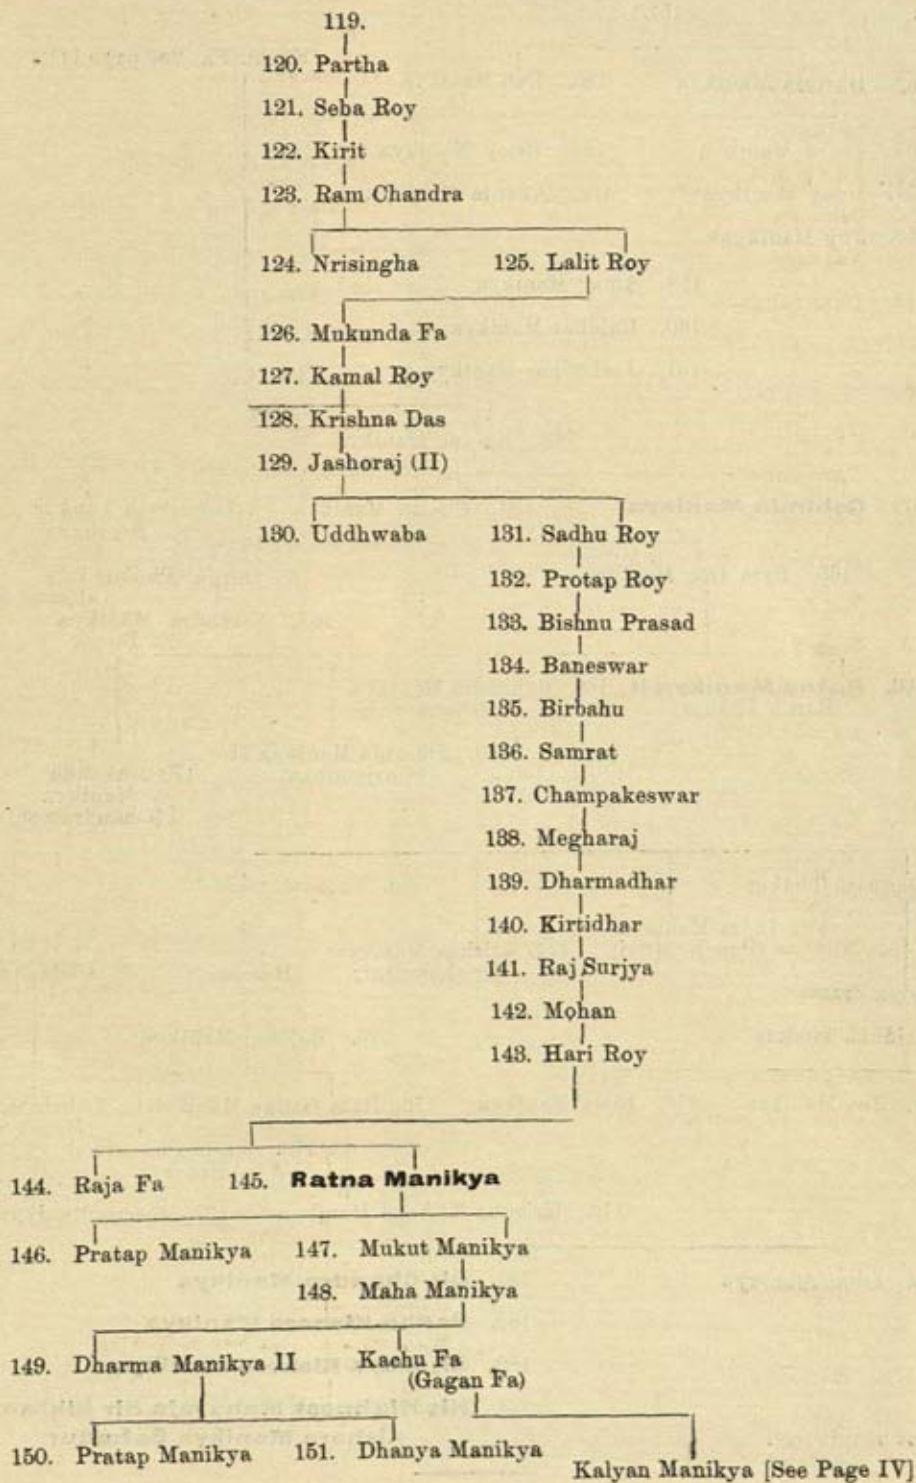 119.
120. Partha
121. Seba Roy
122. Kirit
123. Ram Chandra
124. Nrisingha 125. Lalit Roy
126. Mukunda Fa
127. Kamal Roy
128. Krishna Das
129. Jashoraj (II)
130. Uddhwaba 131. Sadhu Roy
132. Protap Roy
133. Bishnu Prasad
134. Baneswar
135. Birbahu
136. Samrat
137. Champakeswar
138. Megharaj
139. Dharmadhar
140. Kirtidhar
141. Raj Surjya
142. Mohan
143. Hari Roy
144. Raja Fa 145. Ratna Manikya
146. Pratap Manikya 147. Mukut Manikya
148. Maha Manikya
149. Dharma Manikya II Kachu Fa
(Gagan Fa)
150. Pratap Manikya 151. Dhanya Manikya
Kalyan Manikya [See Page IV]